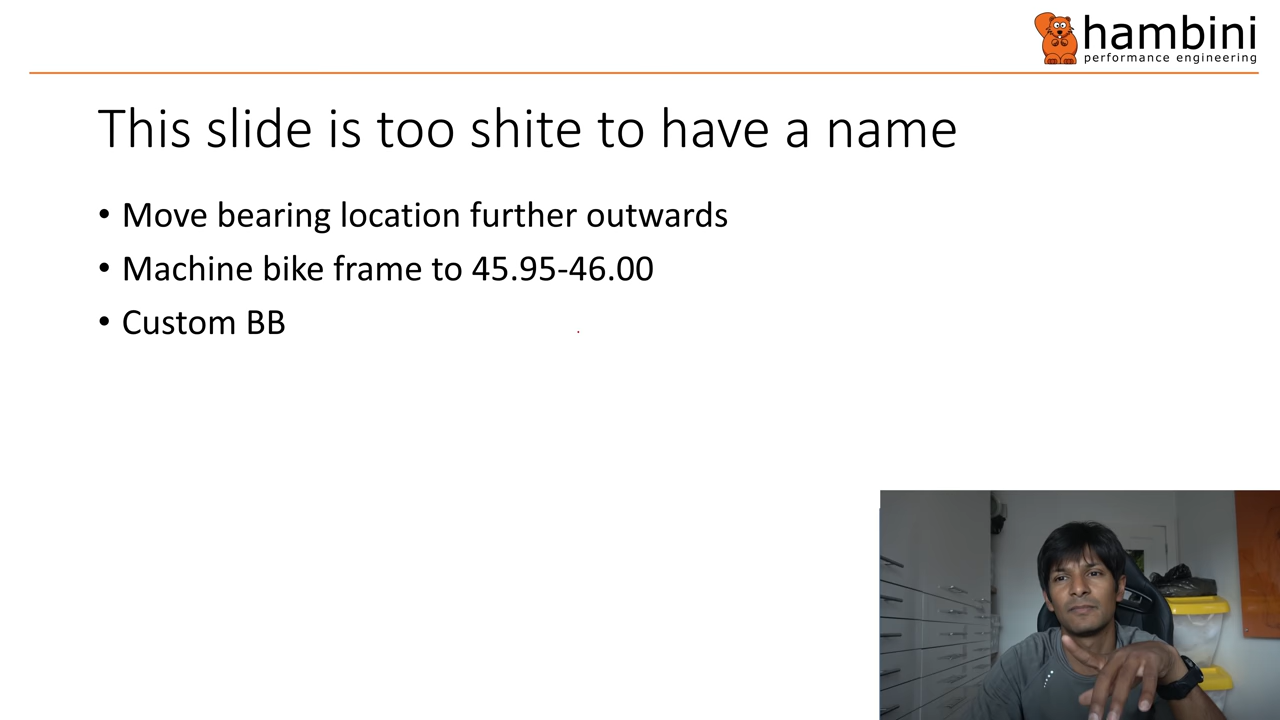 hambini
performance engineering
This slide is too shite to have a name
• Move bearing location further outwards
• Machine bike frame to 45.95-46.00
• Custom BB